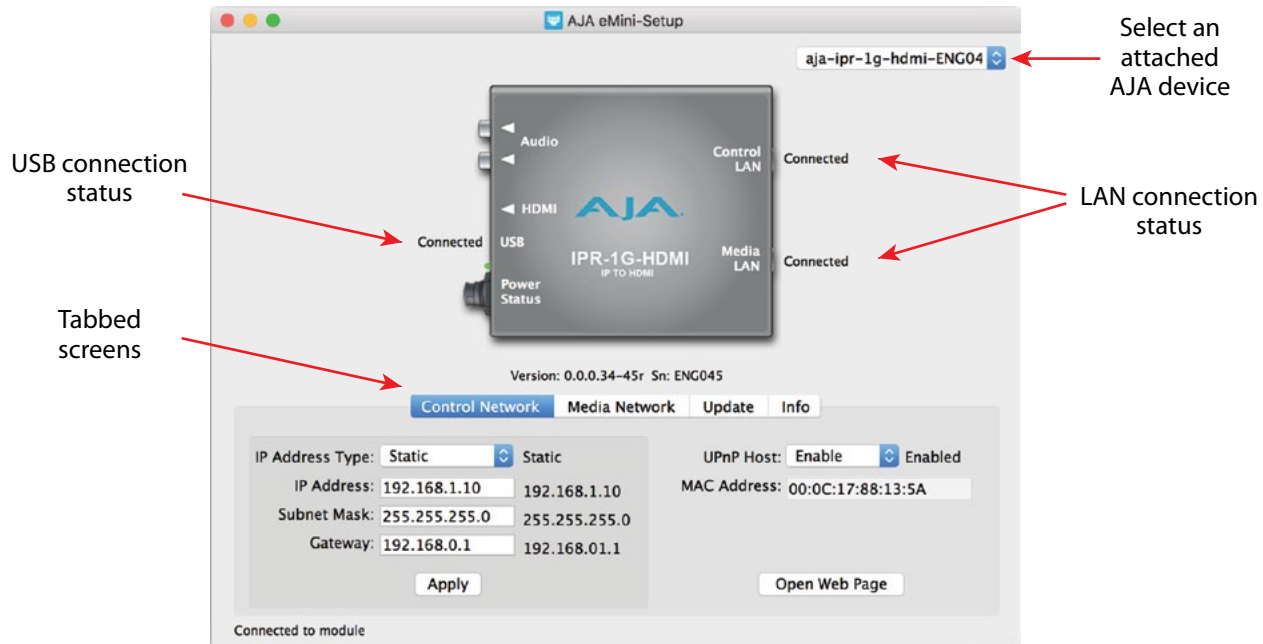 AJA eMini-Setup
aja-ipr-1g-hdmi-ENG04
Select an
attached
AJA device
USB connection
status
Audio
HDMI
Connected
USB
Power
Status
AJA
IPR-1G-HDMI
IP TO HDMI
Control
LAN
Connected
Media
LAN
Connected
LAN connection
status
Tabbed
screens
Version: 0.0.0.34-45r Sn: ENG045
Control Network
Media Network
Update
Info
IP Address Type: Static Static
IP Address: 192.168.1.10 192.168.1.10
Subnet Mask: 255.255.255.0 255.255.255.0
Gateway: 192.168.0.1 192.168.01.1
Apply
UPnP Host: Enable Enabled
MAC Address: 00:0C:17:88:13:5A
Open Web Page
Connected to module